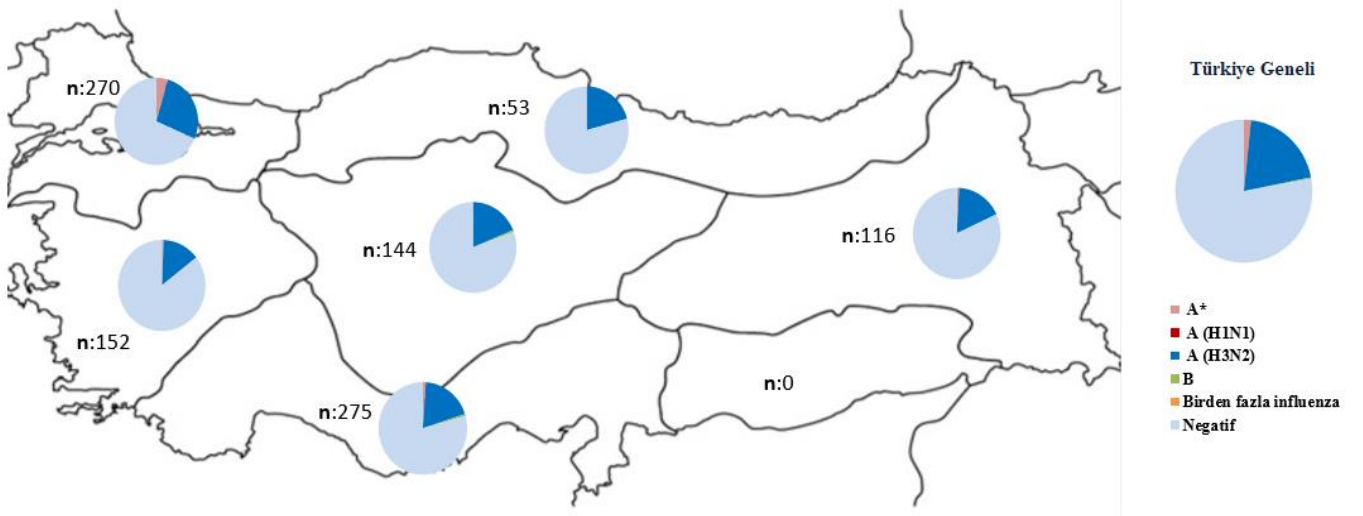 n:270
n:53
n:144
n:116
n:152
n:275
n:0
Türkiye Geneli
A*
A (H1N1)
A (H3N2)
B
Birden fazla influenza
Negatif